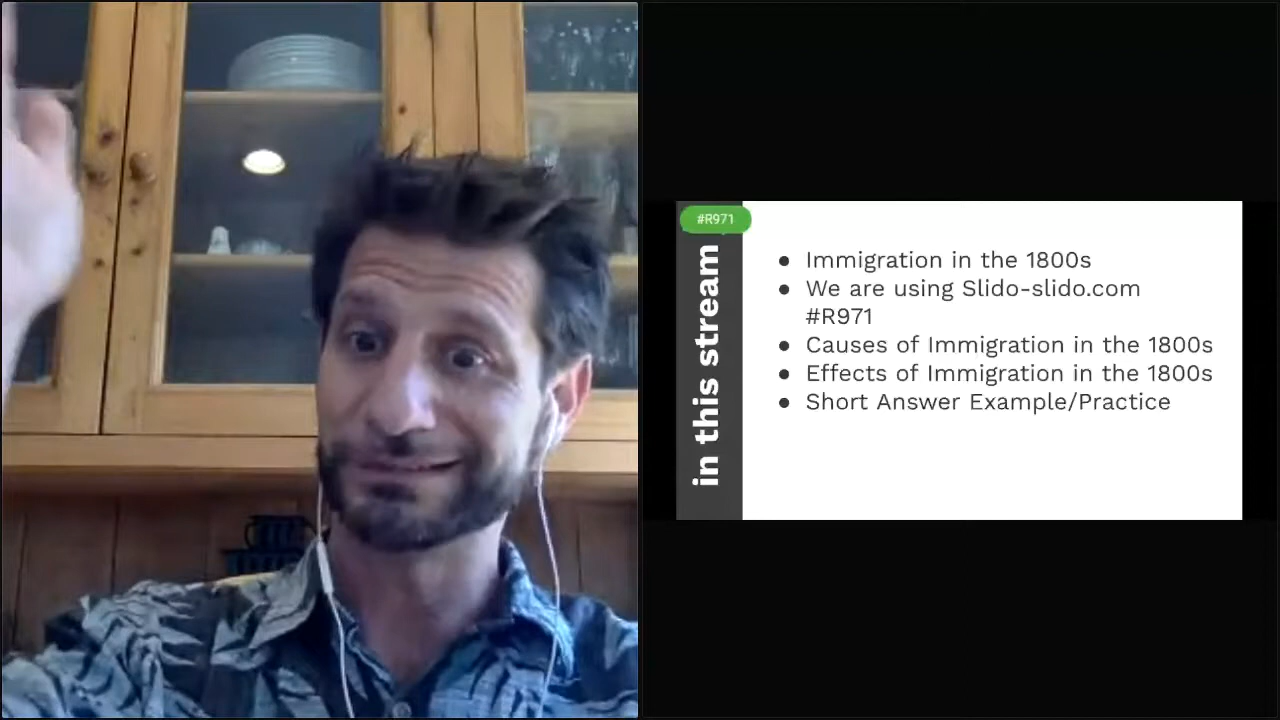 #R971
in this stream
Immigration in the 1800s
We are using Slido-slido.com
#R971
Causes of Immigration in the 1800s
Effects of Immigration in the 1800s
Short Answer Example/Practice